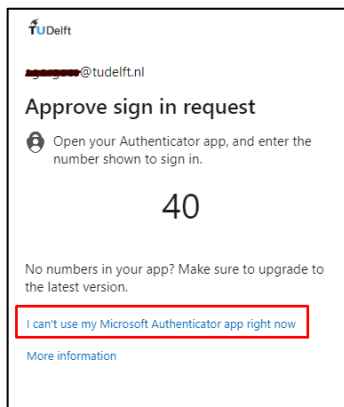 TUDelft
@tudelft.nl
Approve sign in request
Open your Authenticator app, and enter the
number shown to sign in.
40
No numbers in your app? Make sure to upgrade to
the latest version.
I can't use my Microsoft Authenticator app right now
More information